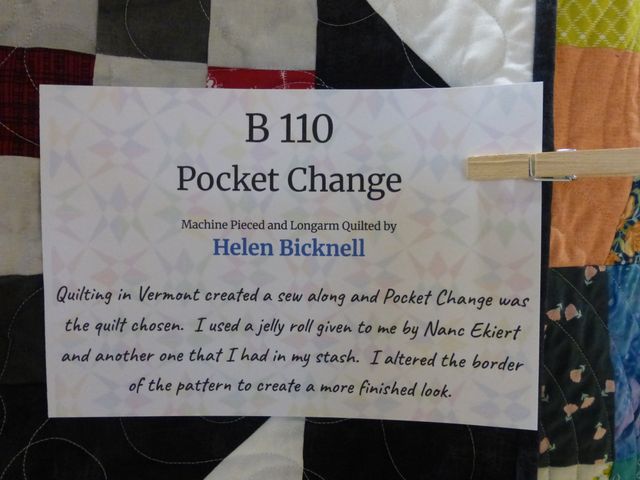 B 110
Pocket Change
Machine Pieced and Longarm Quilted by
Helen Bicknell
Quilting in Vermont created a sew along and Pocket Change was
the quilt chosen. I used a jelly roll given to me by Nanc Ekiert
and another one that I had in my stash. I altered the border
of the pattern to create a more finished look.